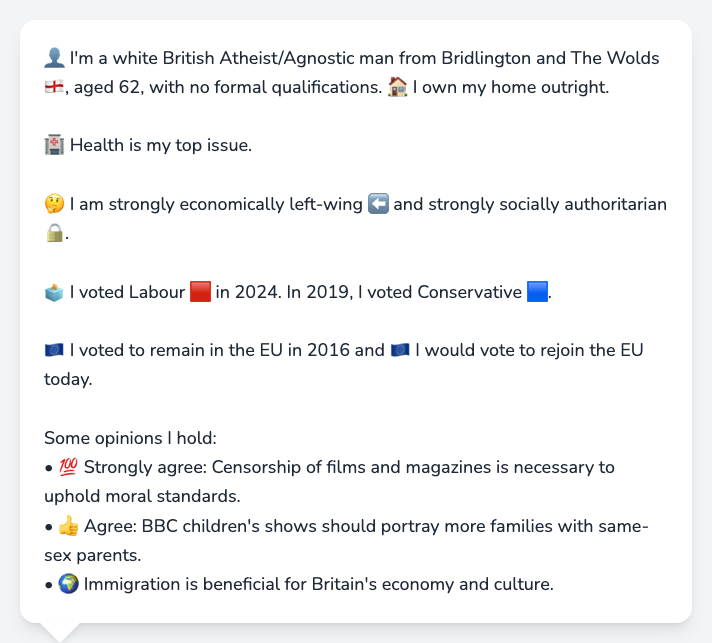 👤 I'm a white British Atheist/Agnostic man from Bridlington and The Wolds
🏴󠁧󠁢󠁥󠁮󠁧󠁿, aged 62, with no formal qualifications. 🏠 I own my home outright.
🏥 Health is my top issue.
🤔 I am strongly economically left-wing ⬅️ and strongly socially authoritarian
🔒.
🗳️ I voted Labour 🟥 in 2024. In 2019, I voted Conservative 🟦.
🇪🇺 I voted to remain in the EU in 2016 and 🇪🇺 I would vote to rejoin the EU
today.
Some opinions I hold:
• 💯 Strongly agree: Censorship of films and magazines is necessary to
uphold moral standards.
• 👍 Agree: BBC children's shows should portray more families with same-
sex parents.
• 🌍 Immigration is beneficial for Britain's economy and culture.